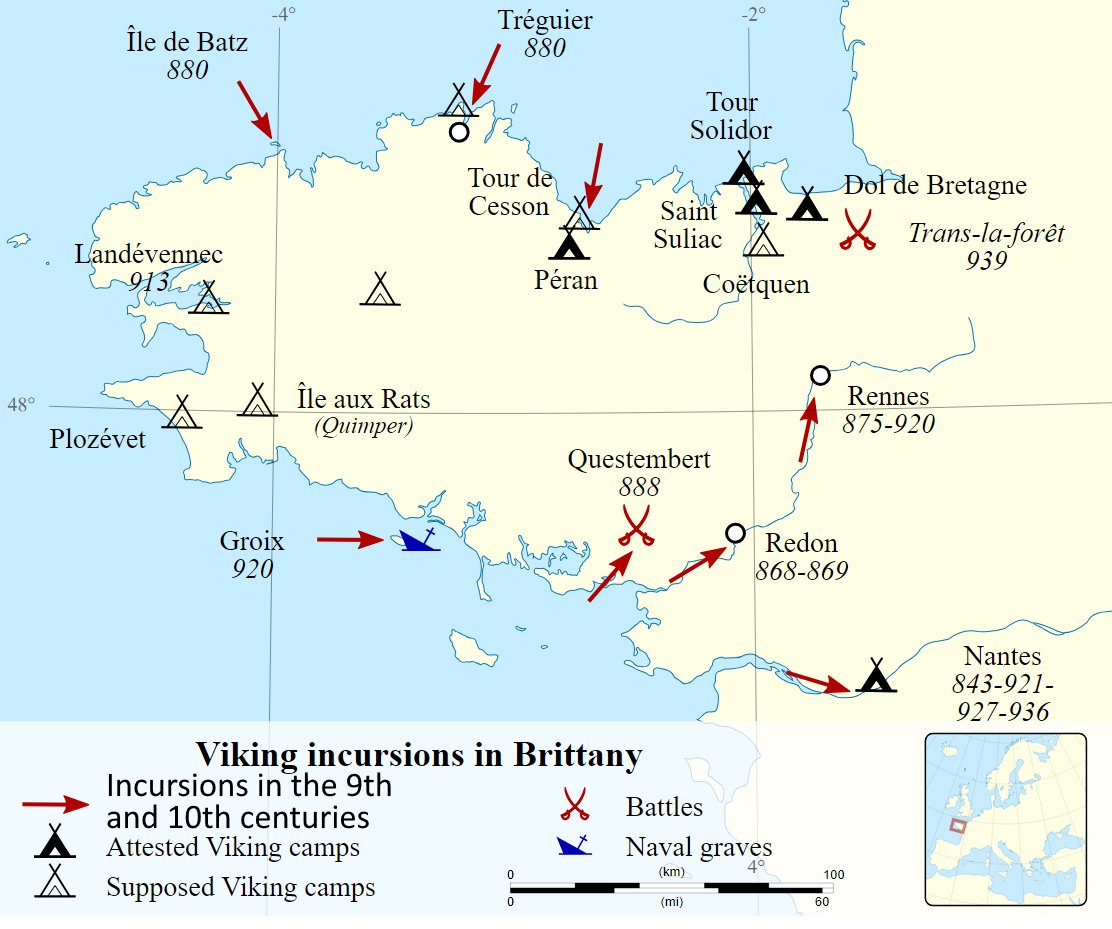 -4°
-2°
Tréguier
880
Île de Batz
880
Tour
Solidor
Tour de
Cesson
Dol de Bretagne
Saint
Suliac
Trans-la-forêt
939
Landévennec
913
Péran
Coëtquen
48°
Île aux Rats
(Quimper)
Rennes
875-920
Plozévet
Questembert
888
Groix
920
Redon
868-869
Nantes
843-921-
927-936
Viking incursions in Brittany
Incursions in the 9th
and 10th centuries
Attested Viking camps
Supposed Viking camps
Battles
Naval graves
4°
0 (km) 100
0 (mi) 60